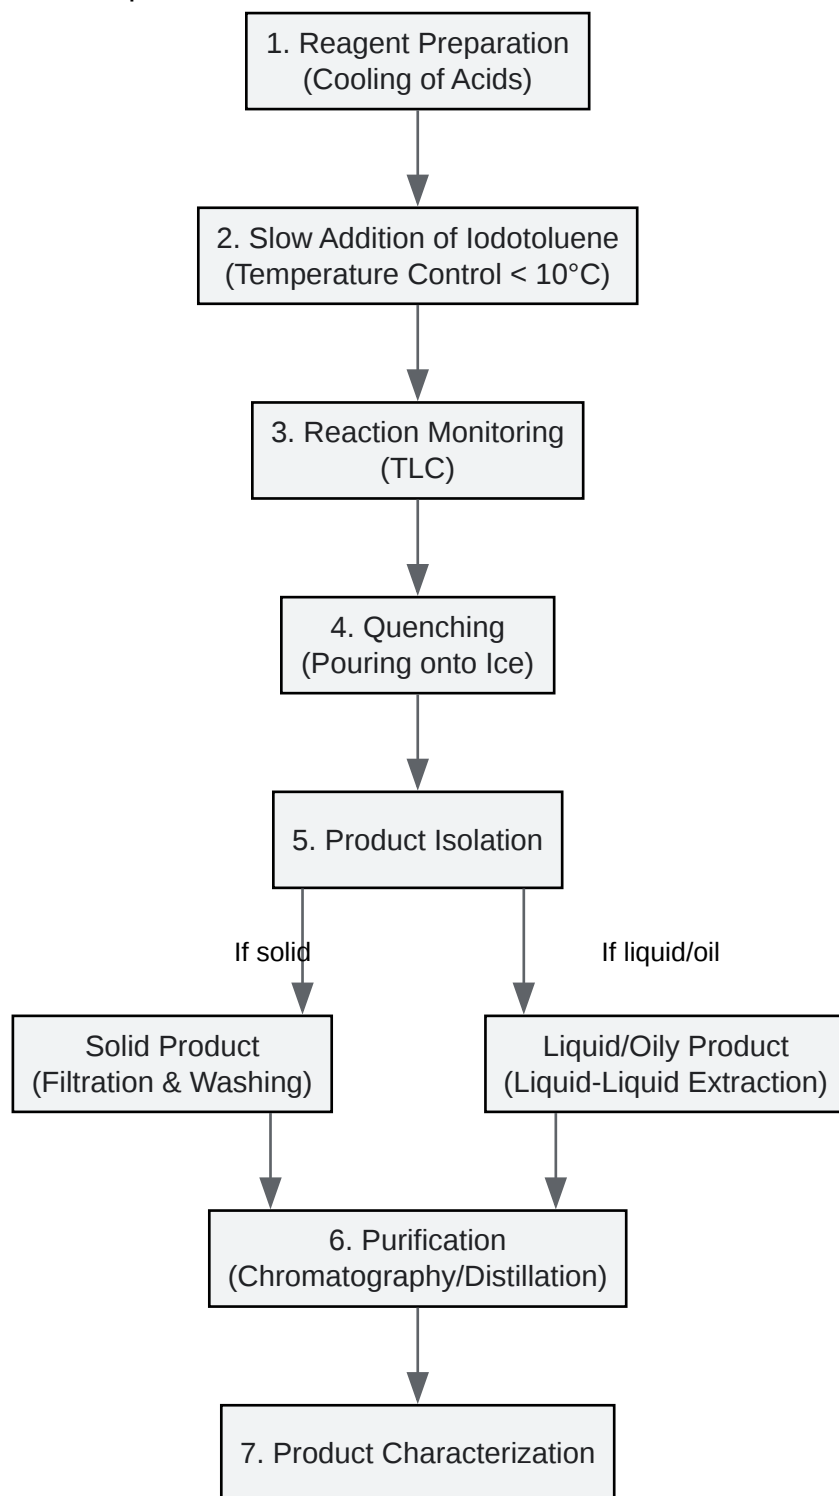 1. Reagent Preparation
(Cooling of Acids)
2. Slow Addition of Iodotoluene
(Temperature Control < 10°C)
3. Reaction Monitoring
(TLC)
4. Quenching
(Pouring onto Ice)
5. Product Isolation
If solid
If liquid/oil
Solid Product
(Filtration & Washing)
Liquid/Oily Product
(Liquid-Liquid Extraction)
6. Purification
(Chromatography/Distillation)
7. Product Characterization